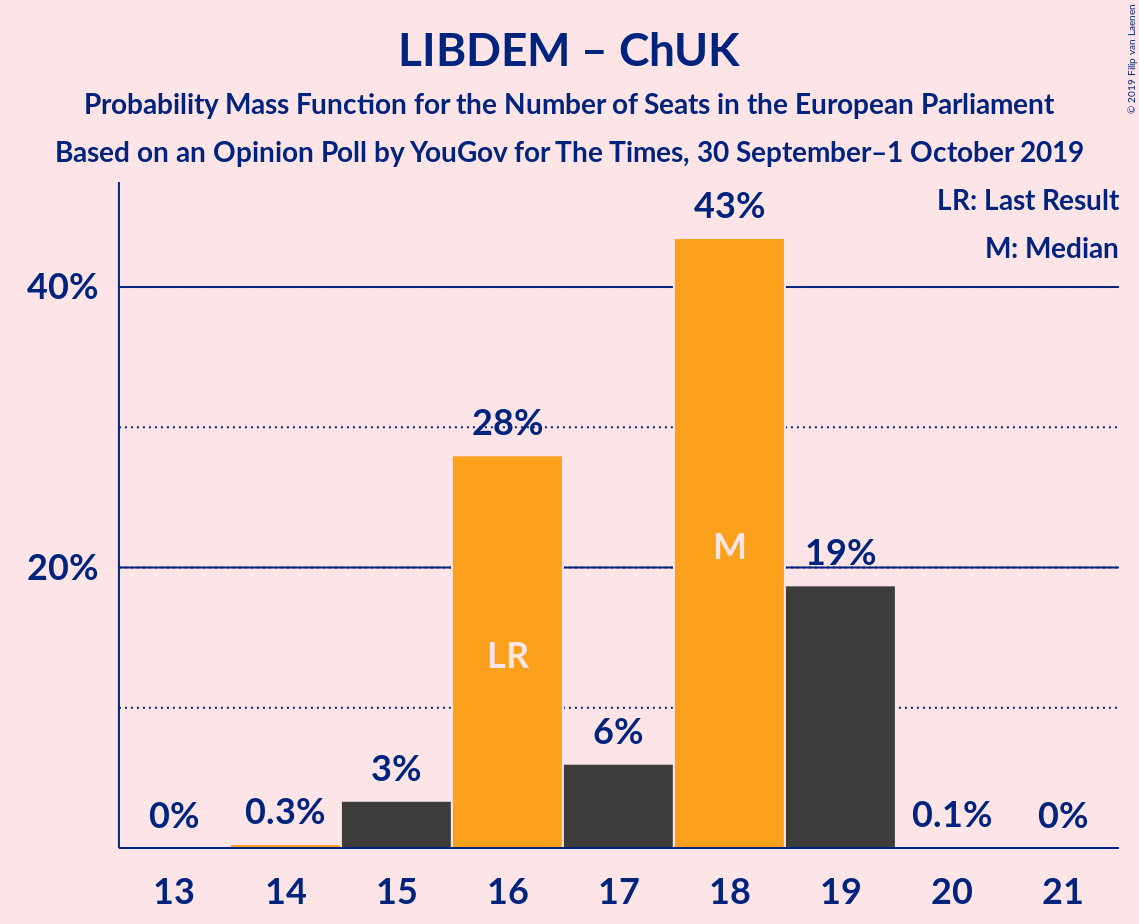 LIBDEM – ChUK
Probability Mass Function for the Number of Seats in the European Parliament
Based on an Opinion Poll by YouGov for The Times, 30 September–1 October 2019
© 2019 Filip van Laenen
LR: Last Result
M: Median
43%
40%
28%
M
19%
20%
LR
6%
3%
0%
0.3%
0.1%
0%
13 14 15 16 17 18 19 20 21